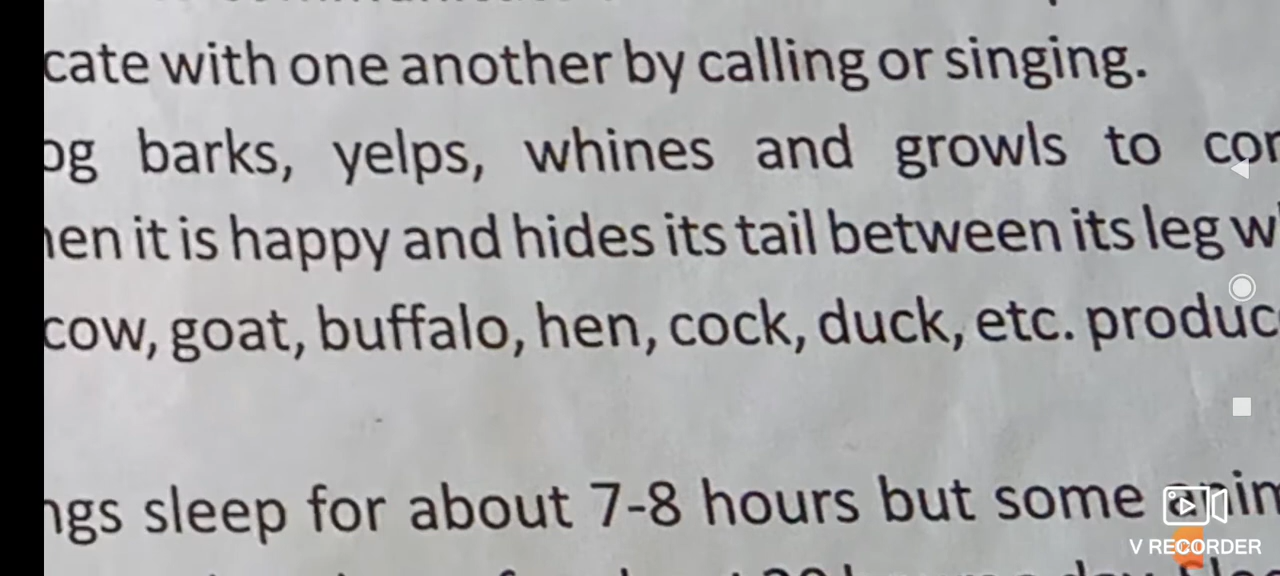 cate with one another by calling or singing.
og barks, yelps, whines and growls to
it is happy and hides its tail between its leg
cow, goat, buffalo, hen, cock, duck, etc.
sleep for about 7-8 hours but some
V RECORDER